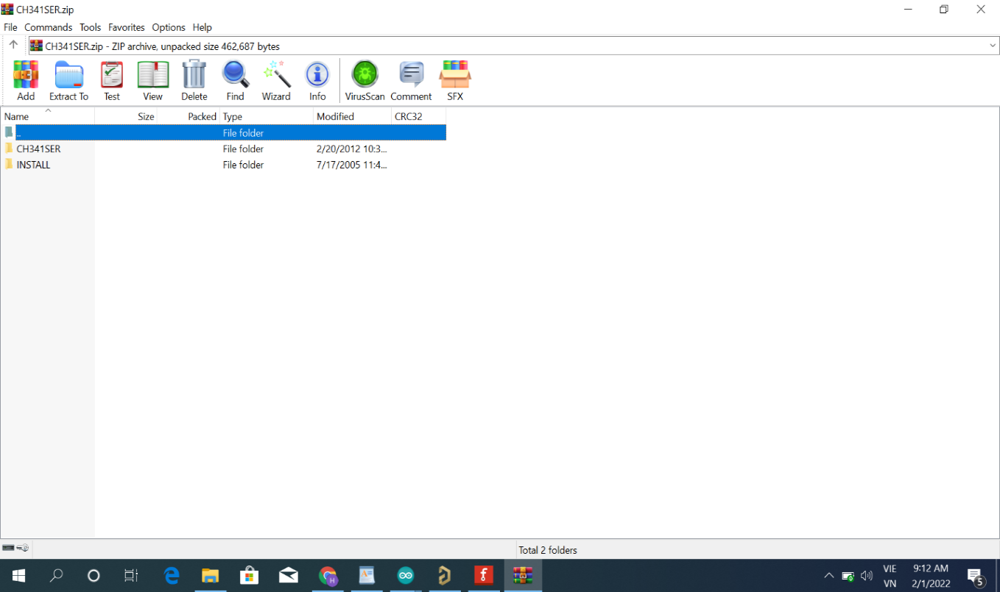 CH341SER.zip
File Commands Tools Favorites Options Help
CH341SER.zip - ZIP archive, unpacked size 462,687 bytes
Add Extract To Test View Delete Find Wizard Info VirusScan Comment SFX
Name Size Packed Type Modified CRC32
.. File folder
CH341SER File folder 2/20/2012 10:3...
INSTALL File folder 7/17/2005 11:4...
Total 2 folders
VIE 9:12 AM
VN 2/1/2022 5